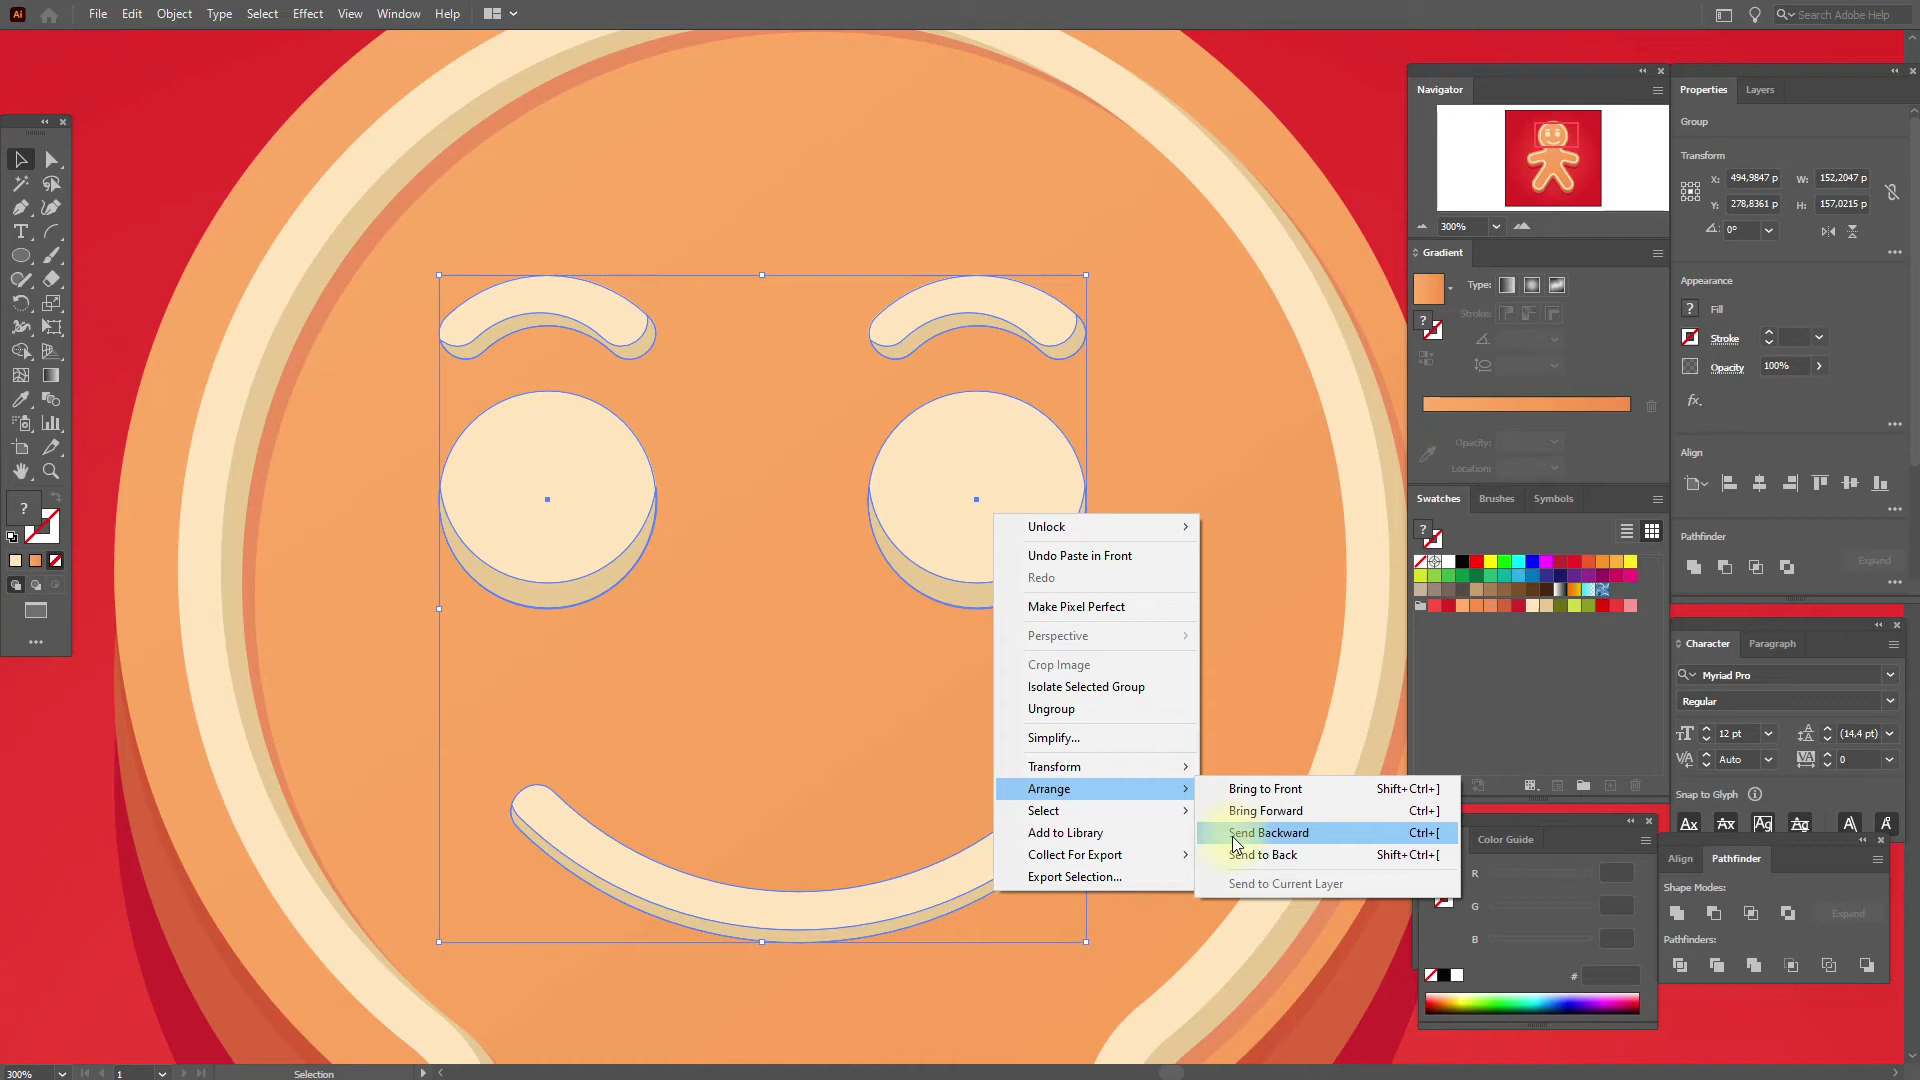 Ai File Edit Object Type Select Effect View Window Help Search Adobe Help
Navigator
300%
Gradient
Type:
Stroke:
Opacity:
Location:
Swatches Brushes Symbols
Properties Layers
Group
Transform
X: 494,9847 p W: 152,2047 p
Y: 278,8361 p H: 157,0215 p
0°
Appearance
? Fill
Stroke
Opacity 100%
fx.
Align
Pathfinder
Expand
Character Paragraph
Myriad Pro
Regular
12 pt (14,4 pt)
Auto 0
Snap to Glyph
Color Guide
R
G
B
#
Align Pathfinder
Shape Modes:
Expand
Pathfinders:
Unlock
Undo Paste in Front
Redo
Make Pixel Perfect
Perspective
Crop Image
Isolate Selected Group
Ungroup
Simplify...
Transform
Arrange
Select
Add to Library
Collect For Export
Export Selection...
Bring to Front Shift+Ctrl+]
Bring Forward Ctrl+]
Send Backward Ctrl+[
Send to Back Shift+Ctrl+[
Send to Current Layer
300% 1 Selection